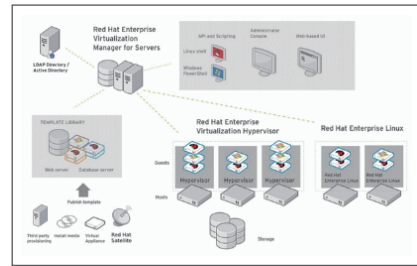 Red Hat Enterprise
Virtualization
Manager for Servers
LDAP Directory /
Active Directory
API and Scripting
Linux shell
Windows
PowerShell
Administrator
Console
Web-based UI
TEMPLATE LIBRARY
Web server
Database server
Publish template
Third party
provisioning
Install media
Virtual
Appliance
Red Hat
Satellite
Red Hat Enterprise
Virtualization Hypervisor
Guests
Hypervisor
Hypervisor
Hypervisor
Hosts
Storage
Red Hat Enterprise Linux
Red Hat
Enterprise Linux
Red Hat
Enterprise Linux